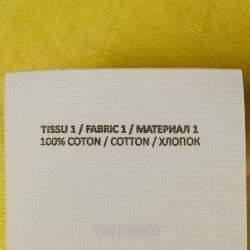 TISSU 1 / FABRIC 1 / МАТЕРИАЛ 1
100% COTON / COTTON / ХЛОПОК